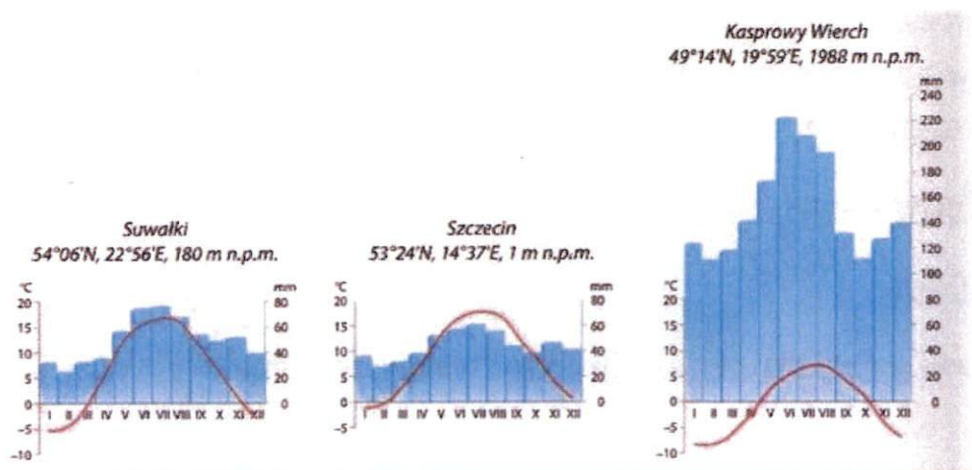 Kasprowy Wierch
49°14'N, 19°59'E, 1988 m n.p.m.
mm
240
220
200
180
160
140
120
100
80
60
40
20
0
°C
20
15
10
5
0
-5
-10
I II III IV V VI VII VIII IX X XI XII
Suwałki
54°06'N, 22°56'E, 180 m n.p.m.
°C
20
15
10
5
0
-5
-10
mm
80
60
40
20
0
I II III IV V VI VII VIII IX X XI XII
Szczecin
53°24'N, 14°37'E, 1 m n.p.m.
°C
20
15
10
5
0
-5
mm
80
60
40
20
0
I II III IV V VI VII VIII IX X XI XII